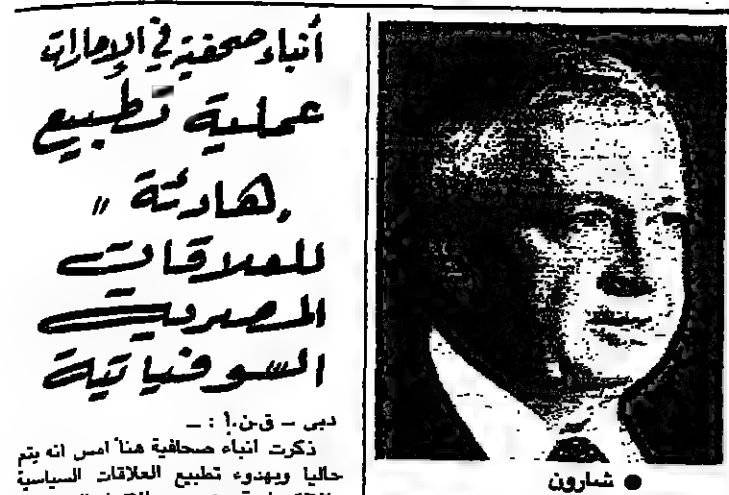 أنباء صحفية في الإمارات
عملية تطبيع
"هادئة"
للعلاقات
المصرية
السوفياتية
دبي - ق.ن.أ : -
ذكرت انباء صحافية هنا امس انه يتم
حاليا وبهدوء تطبيع العلاقات السياسية
● شارون